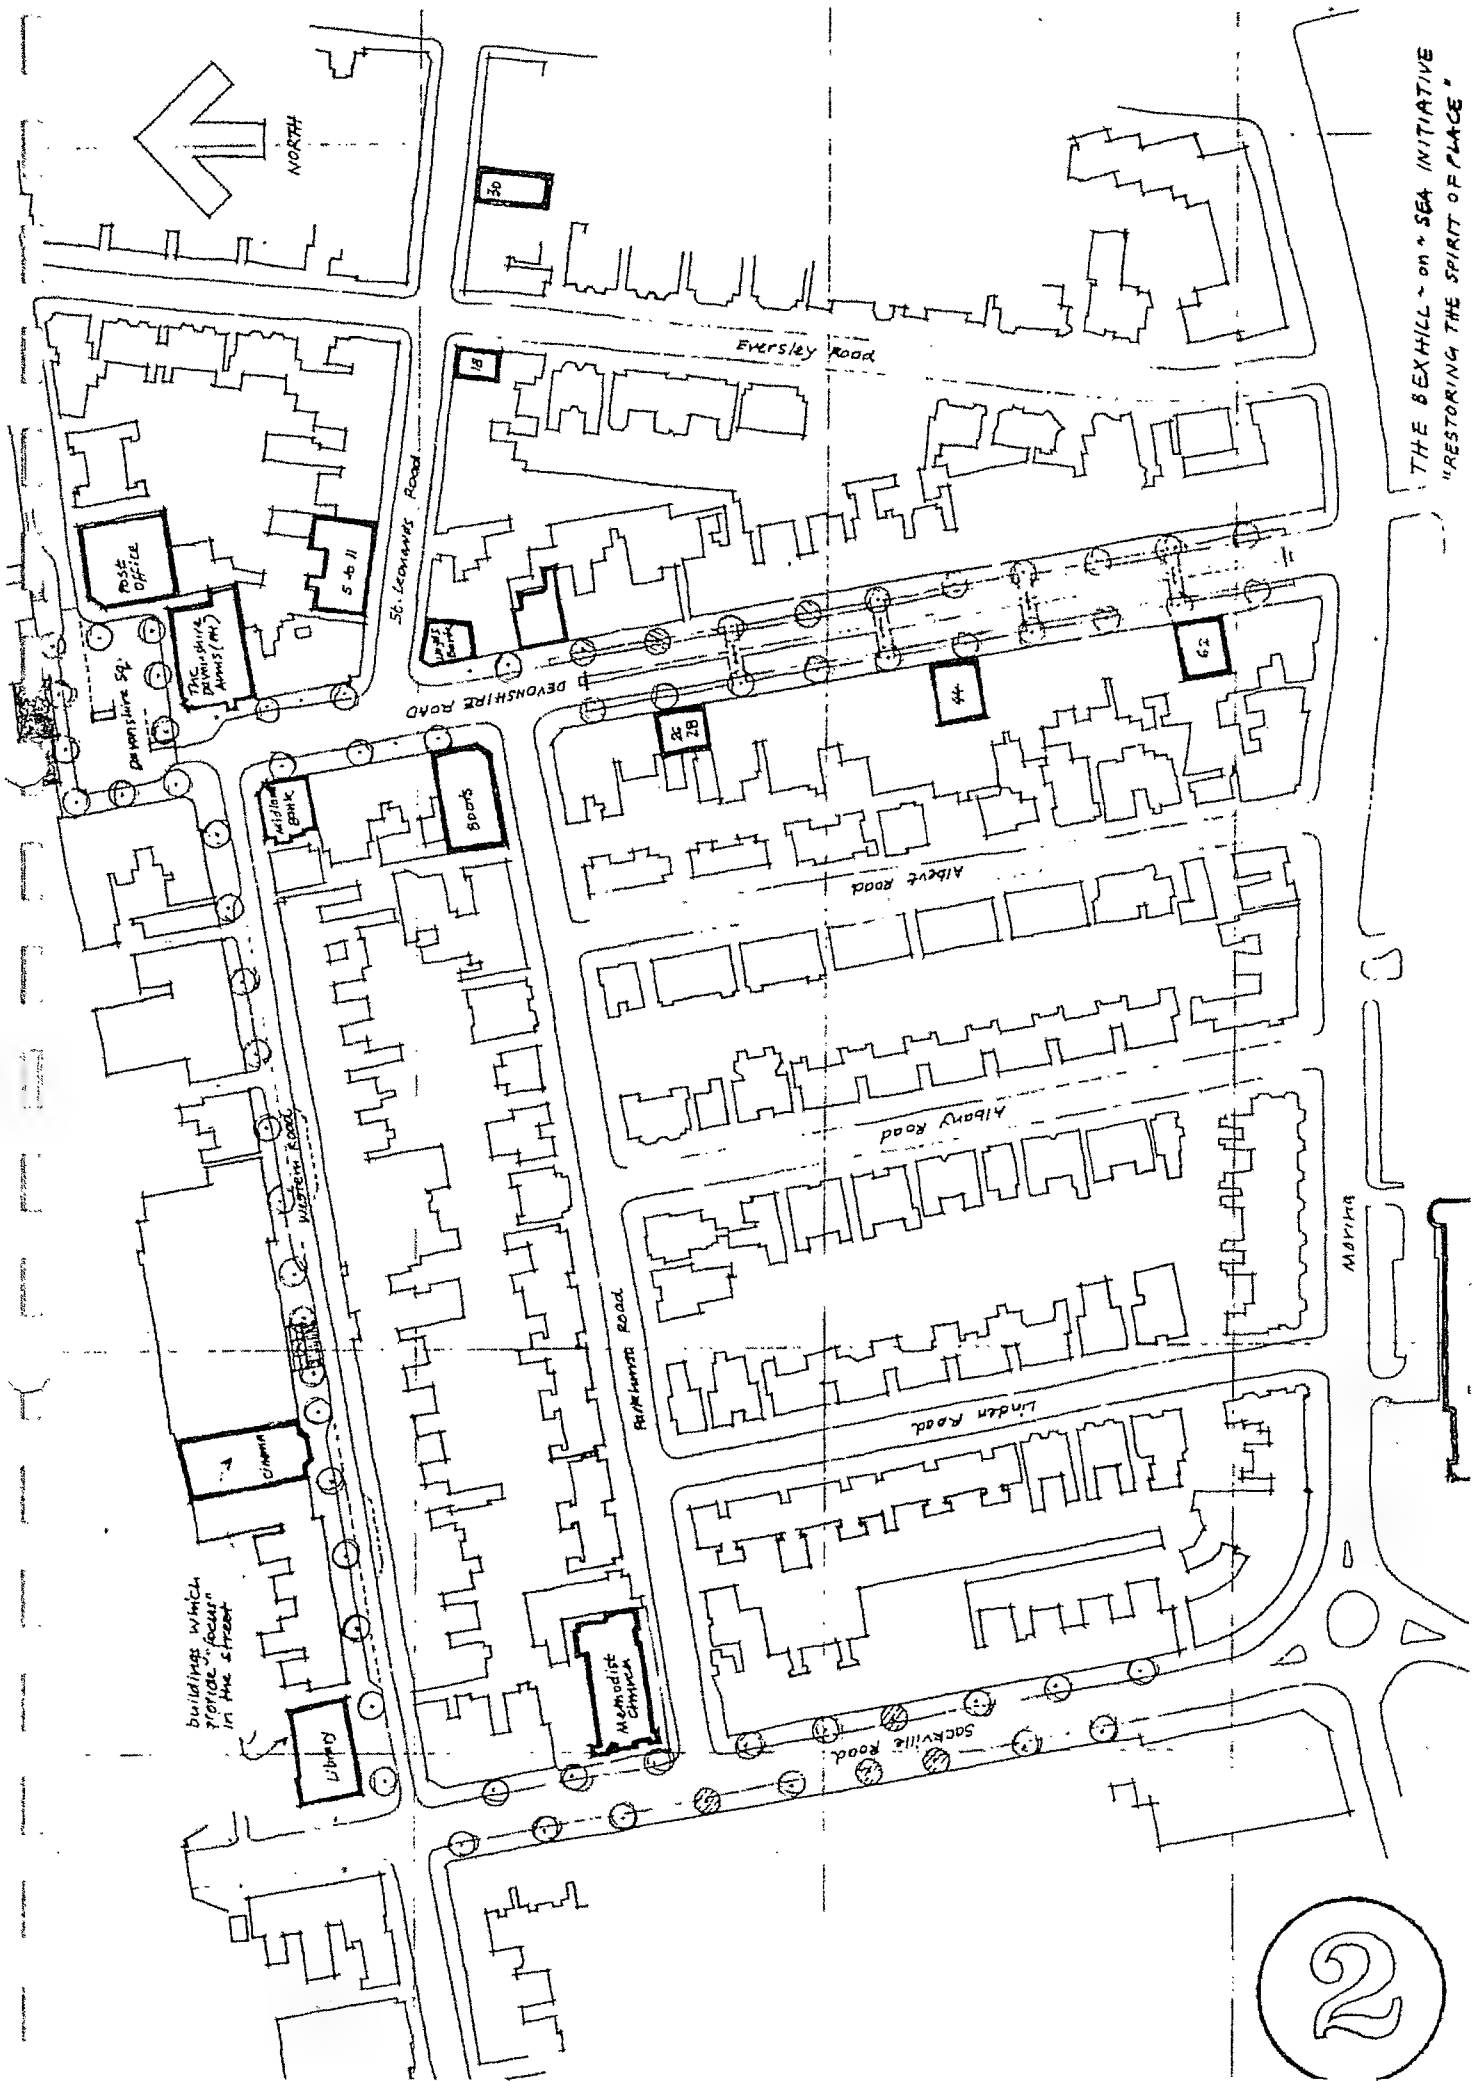 THE BEXHILL ~ on ~ SEA INITIATIVE
"RESTORING THE SPIRIT OF PLACE"
NORTH
30
18
Eversley Road
St. Leonards Road
Post
Office
THE
Devonshire
Arms (PH)
5 to 11
Devonshire Sq.
DEVONSHIRE ROAD
26
28
44
62
Midland
Bank
Boots
Albert Road
Albany Road
Western Road
Parkhurst Road
Linden Road
Marina
Cinema
buildings which
provide "focus"
in the street
Library
Methodist
Church
Sackville Road
2